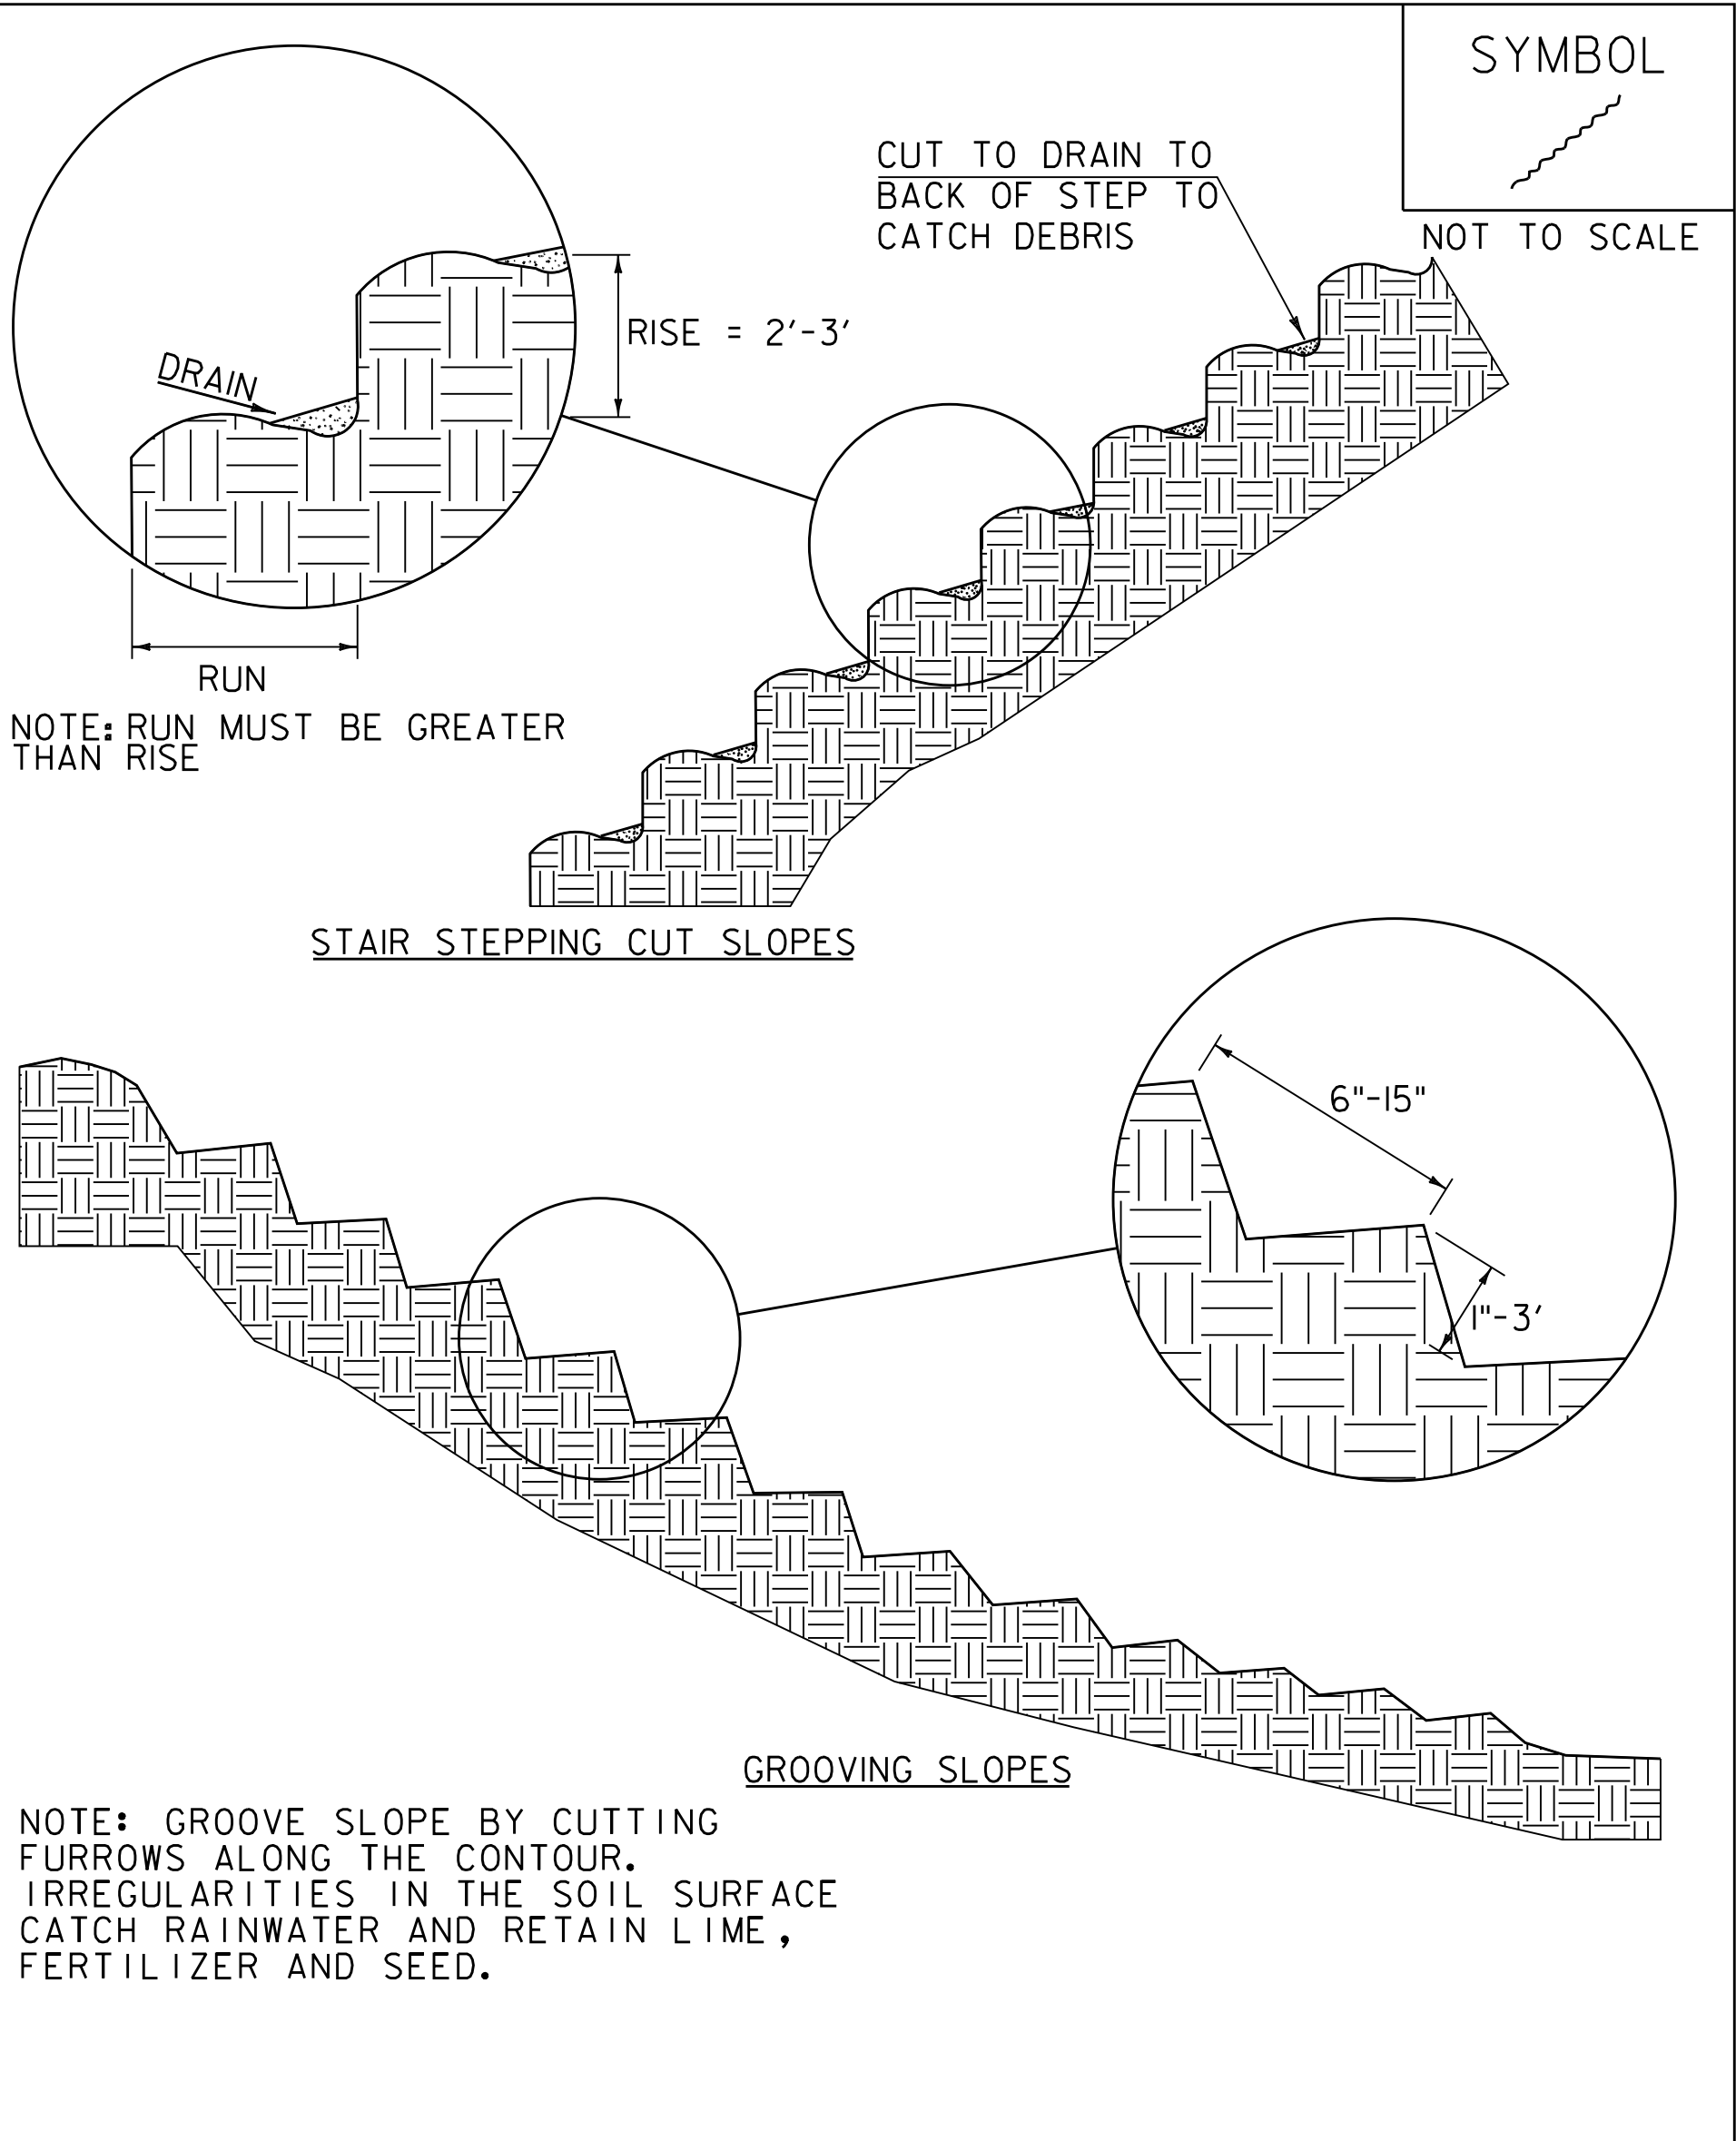 SYMBOL
CUT TO DRAIN TO
BACK OF STEP TO
CATCH DEBRIS
NOT TO SCALE
RISE = 2'-3'
DRAIN
RUN
NOTE: RUN MUST BE GREATER
THAN RISE
STAIR STEPPING CUT SLOPES
6"-15"
1"-3'
GROOVING SLOPES
NOTE: GROOVE SLOPE BY CUTTING
FURROWS ALONG THE CONTOUR.
IRREGULARITIES IN THE SOIL SURFACE
CATCH RAINWATER AND RETAIN LIME,
FERTILIZER AND SEED.